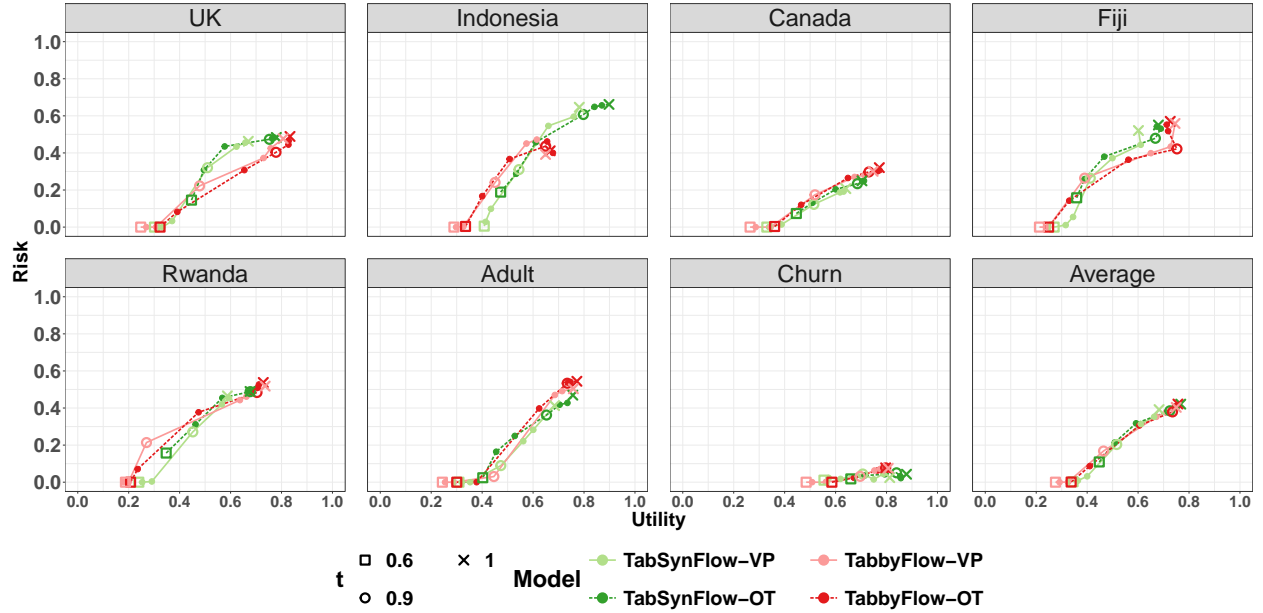 UK Indonesia Canada Fiji
1.0
0.8
0.6
0.4
0.2
0.0
Risk
Rwanda Adult Churn Average
1.0
0.8
0.6
0.4
0.2
0.0
0.0 0.2 0.4 0.6 0.8 1.0 0.0 0.2 0.4 0.6 0.8 1.0 0.0 0.2 0.4 0.6 0.8 1.0 0.0 0.2 0.4 0.6 0.8 1.0
Utility
t 0.6 1 Model TabSynFlow−VP TabbyFlow−VP
0.9 TabSynFlow−OT TabbyFlow−OT